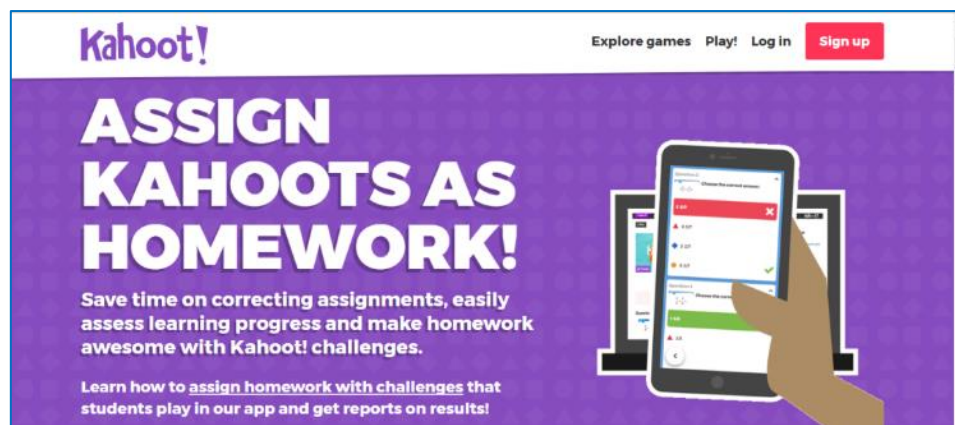 Kahoot!
Explore games Play! Log in Sign up
ASSIGN
KAHOOTS AS
HOMEWORK!
Save time on correcting assignments, easily
assess learning progress and make homework
awesome with Kahoot! challenges.
Learn how to assign homework with challenges that
students play in our app and get reports on results!
Choose the correct answer: